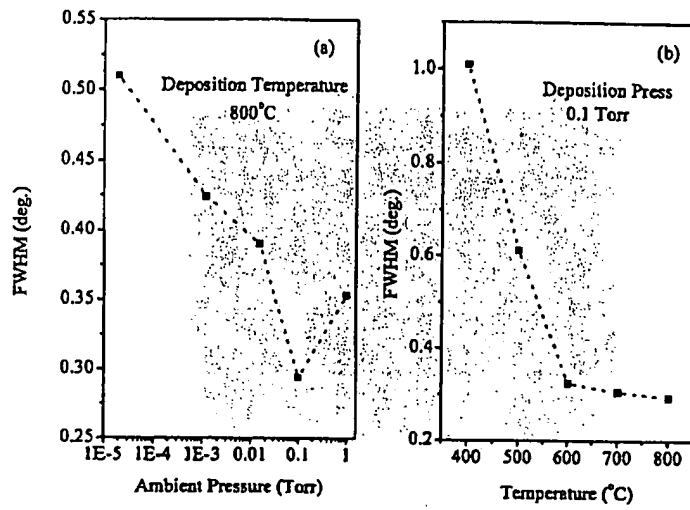 (a)
Deposition Temperature
800°C
FWHM (deg.)
0.55
0.50
0.45
0.40
0.35
0.30
0.25
1E-5
1E-4
1E-3
0.01
0.1
1
Ambient Pressure (Torr)
(b)
Deposition Press
0.1 Torr
FWHM (deg.)
1.0
0.8
0.6
0.4
0.2
400
500
600
700
800
Temperature (°C)